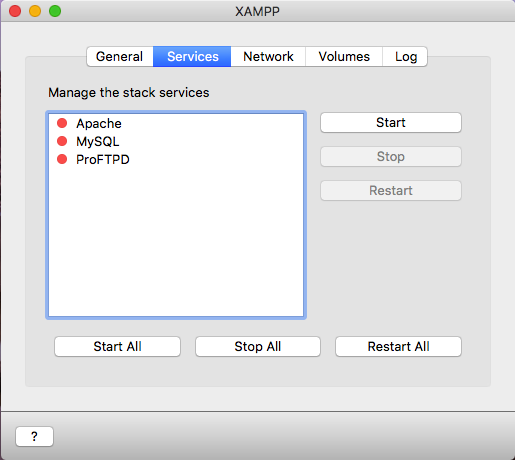 XAMPP
General Services Network Volumes Log
Manage the stack services
Apache
MySQL
ProFTPD
Start
Stop
Restart
Start All Stop All Restart All
?